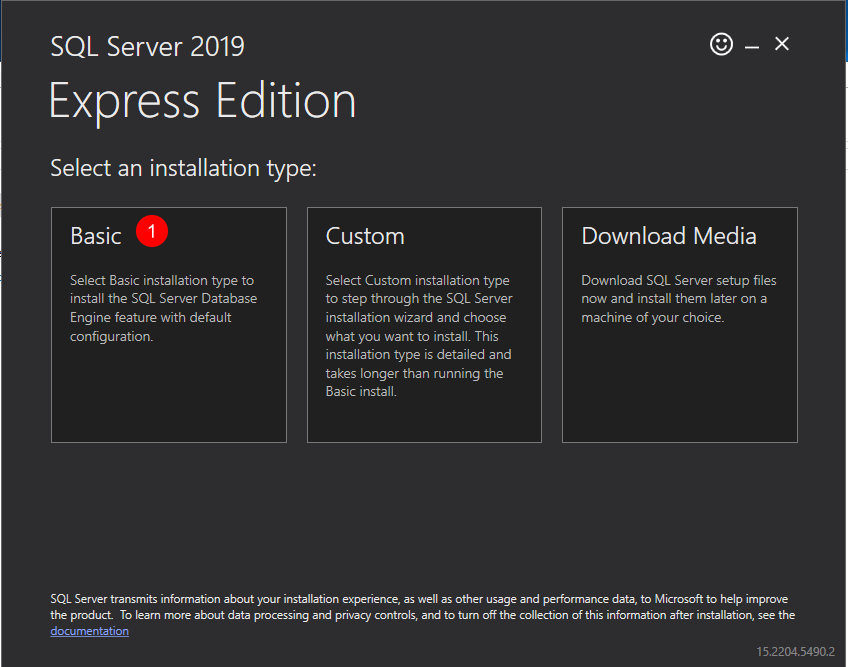 SQL Server 2019
Express Edition
Select an installation type:
Basic 1
Select Basic installation type to
install the SQL Server Database
Engine feature with default
configuration.
Custom
Select Custom installation type
to step through the SQL Server
installation wizard and choose
what you want to install. This
installation type is detailed and
takes longer than running the
Basic install.
Download Media
Download SQL Server setup files
now and install them later on a
machine of your choice.
SQL Server transmits information about your installation experience, as well as other usage and performance data, to Microsoft to help improve
the product.  To learn more about data processing and privacy controls, and to turn off the collection of this information after installation, see the
documentation
15.2204.5490.2